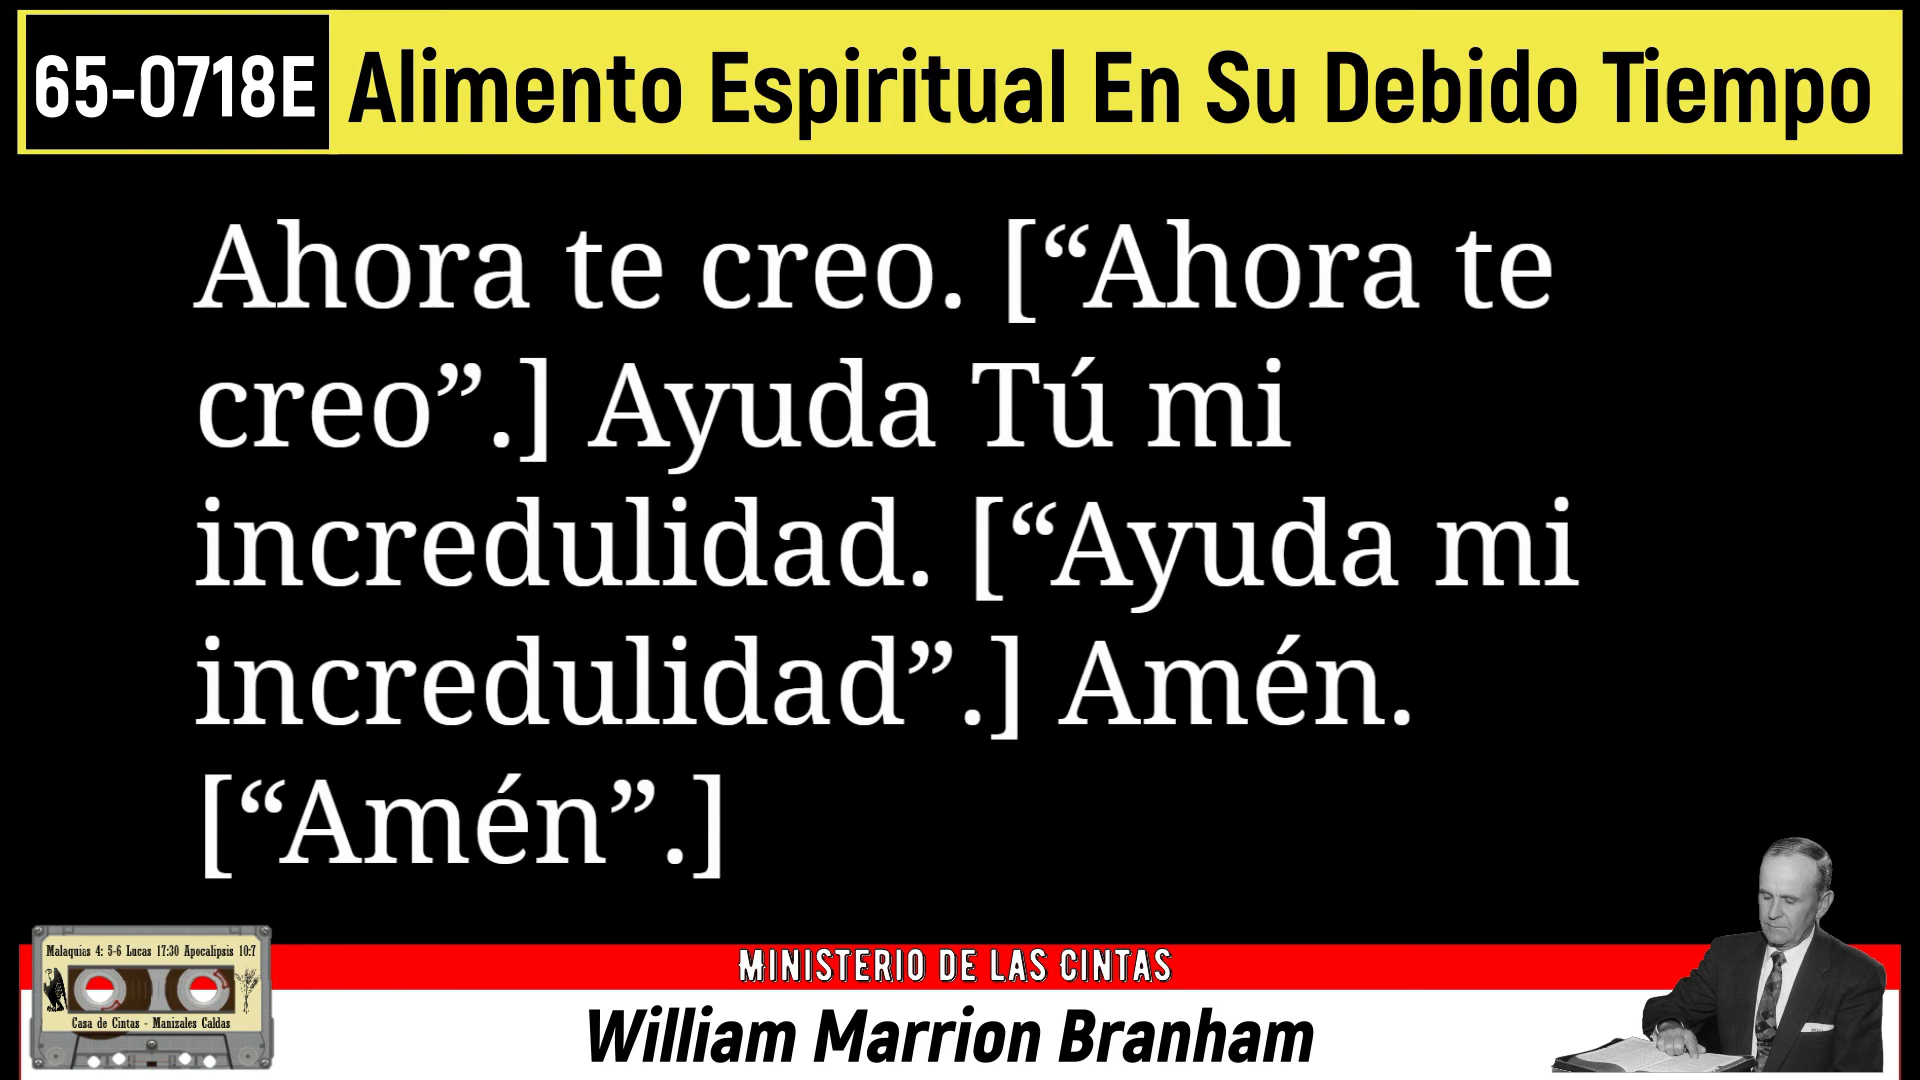 65-0718E Alimento Espiritual En Su Debido Tiempo
Ahora te creo. [“Ahora te
creo”.] Ayuda Tú mi
incredulidad. [“Ayuda mi
incredulidad”.] Amén.
[“Amén”.]
Malaquias 4: 5-6 Lucas 17:30 Apocalipsis 10:7
Casa de Cintas - Manizales Caldas
MINISTERIO DE LAS CINTAS
William Marrion Branham